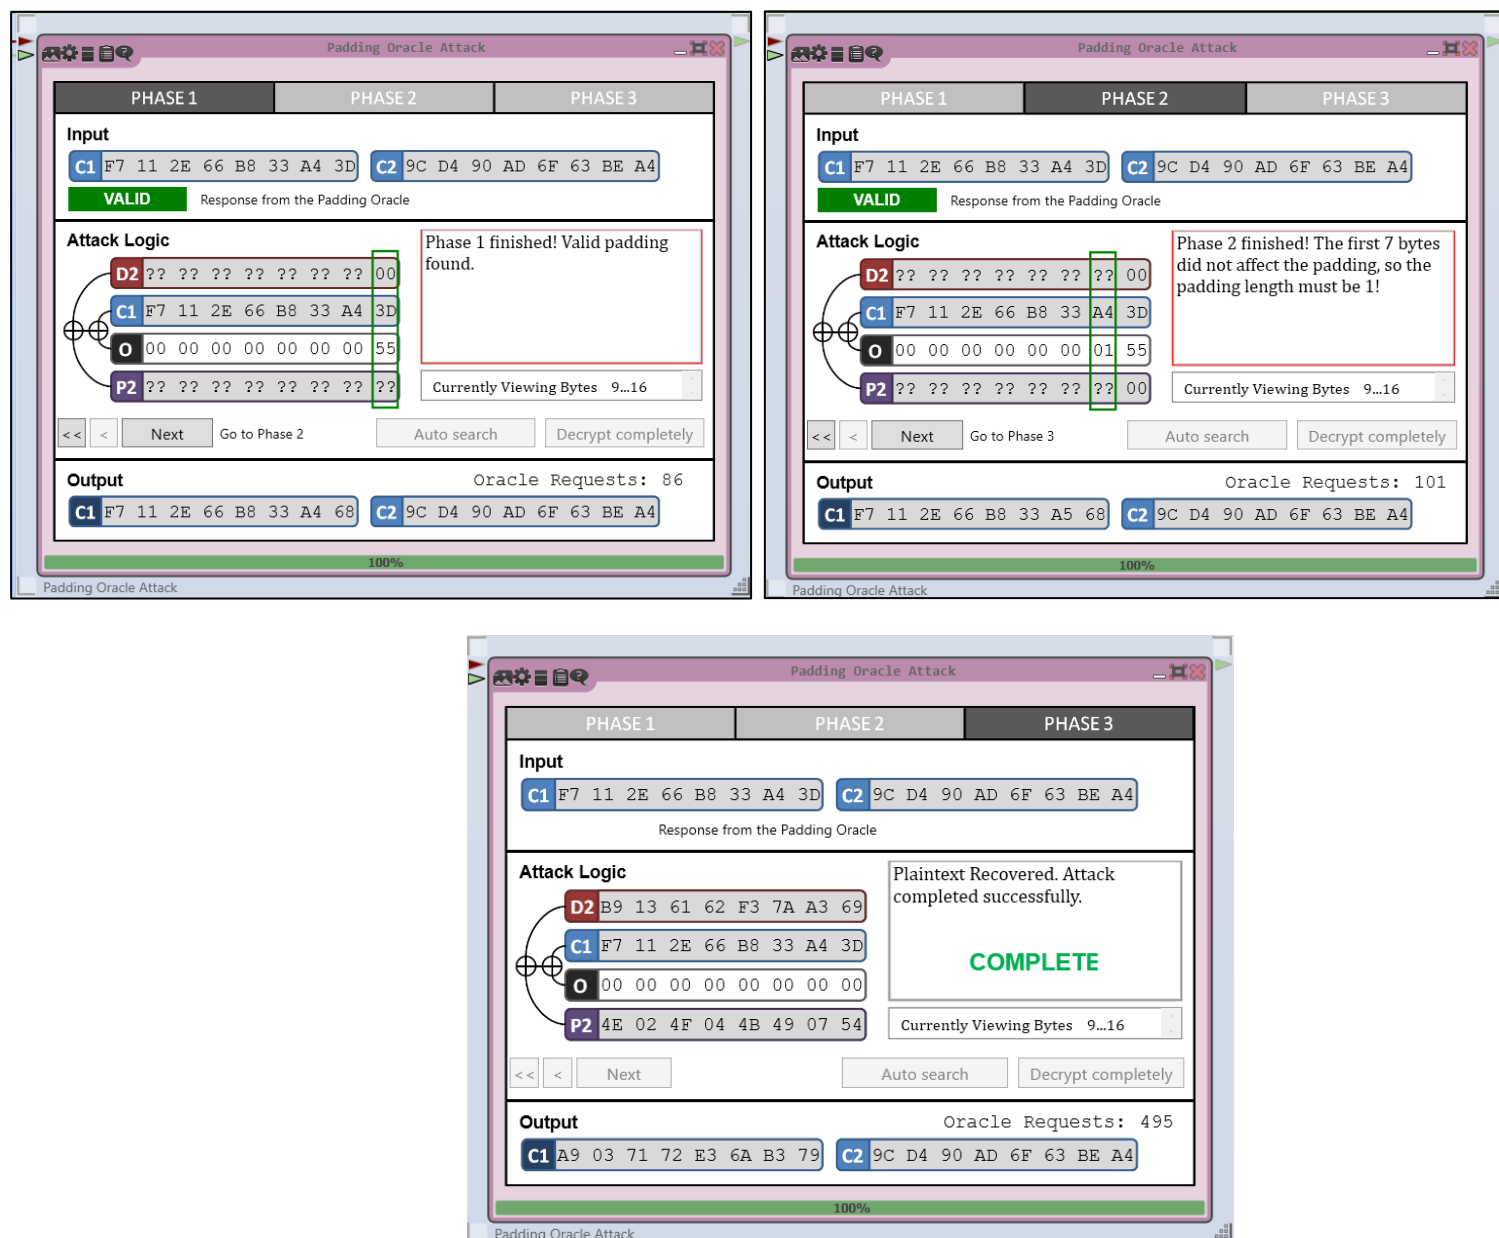 Padding Oracle Attack
PHASE 1 PHASE 2 PHASE 3
Input
C1 F7 11 2E 66 B8 33 A4 3D C2 9C D4 90 AD 6F 63 BE A4
VALID Response from the Padding Oracle
Attack Logic
Phase 1 finished! Valid padding
found.
D2 ?? ?? ?? ?? ?? ?? ?? 00
C1 F7 11 2E 66 B8 33 A4 3D
O 00 00 00 00 00 00 00 55
P2 ?? ?? ?? ?? ?? ?? ?? ??
Currently Viewing Bytes 9...16
<< < Next Go to Phase 2 Auto search Decrypt completely
Output Oracle Requests: 86
C1 F7 11 2E 66 B8 33 A4 68 C2 9C D4 90 AD 6F 63 BE A4
100%
Padding Oracle Attack
Padding Oracle Attack
PHASE 1 PHASE 2 PHASE 3
Input
C1 F7 11 2E 66 B8 33 A4 3D C2 9C D4 90 AD 6F 63 BE A4
VALID Response from the Padding Oracle
Attack Logic
Phase 2 finished! The first 7 bytes
did not affect the padding, so the
padding length must be 1!
D2 ?? ?? ?? ?? ?? ?? ?? 00
C1 F7 11 2E 66 B8 33 A4 3D
O 00 00 00 00 00 00 01 55
P2 ?? ?? ?? ?? ?? ?? ?? 00
Currently Viewing Bytes 9...16
<< < Next Go to Phase 3 Auto search Decrypt completely
Output Oracle Requests: 101
C1 F7 11 2E 66 B8 33 A5 68 C2 9C D4 90 AD 6F 63 BE A4
100%
Padding Oracle Attack
Padding Oracle Attack
PHASE 1 PHASE 2 PHASE 3
Input
C1 F7 11 2E 66 B8 33 A4 3D C2 9C D4 90 AD 6F 63 BE A4
Response from the Padding Oracle
Attack Logic
Plaintext Recovered. Attack
completed successfully.
COMPLETE
D2 B9 13 61 62 F3 7A A3 69
C1 F7 11 2E 66 B8 33 A4 3D
O 00 00 00 00 00 00 00 00
P2 4E 02 4F 04 4B 49 07 54
Currently Viewing Bytes 9...16
<< < Next Auto search Decrypt completely
Output Oracle Requests: 495
C1 A9 03 71 72 E3 6A B3 79 C2 9C D4 90 AD 6F 63 BE A4
100%
Padding Oracle Attack